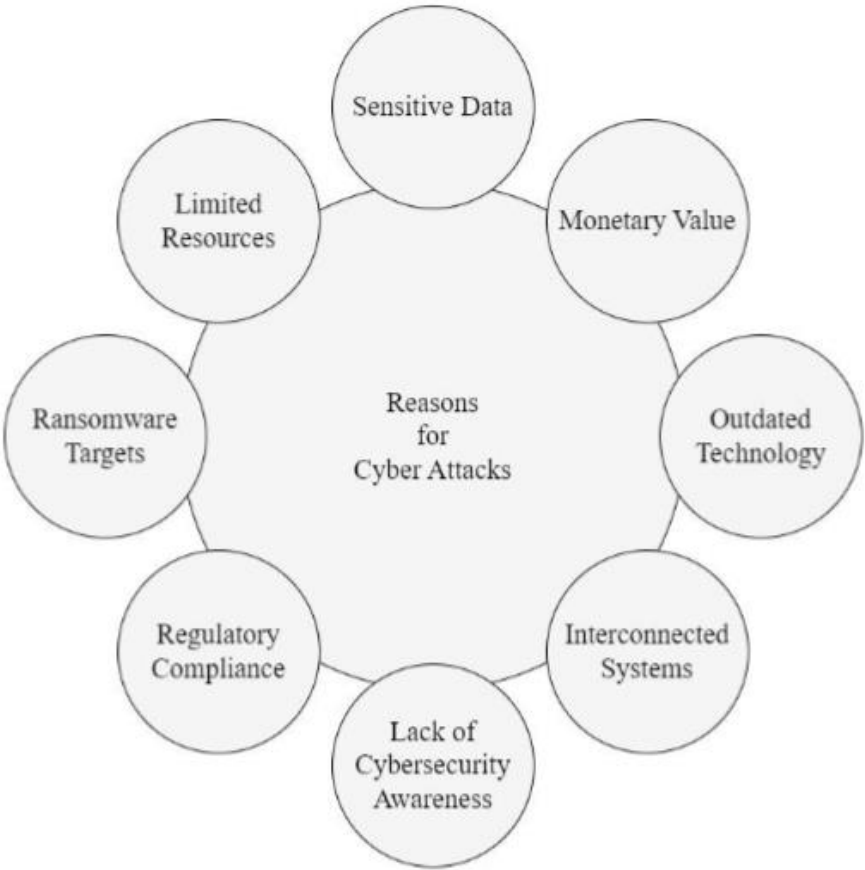 Sensitive Data
Monetary Value
Outdated
Technology
Interconnected
Systems
Lack of
Cybersecurity
Awareness
Regulatory
Compliance
Ransomware
Targets
Limited
Resources
Reasons
for
Cyber Attacks